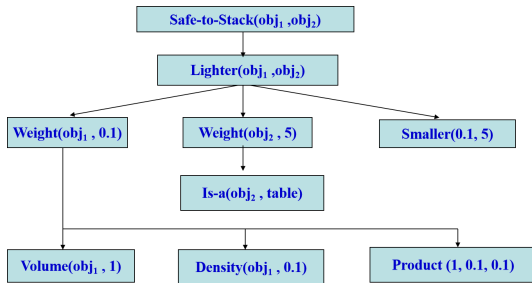 Safe-to-Stack(obj₁ ,obj₂)
Lighter(obj₁ ,obj₂)
Weight(obj₁ , 0.1)
Weight(obj₂ , 5)
Smaller(0.1, 5)
Is-a(obj₂ , table)
Volume(obj₁ , 1)
Density(obj₁ , 0.1)
Product (1, 0.1, 0.1)